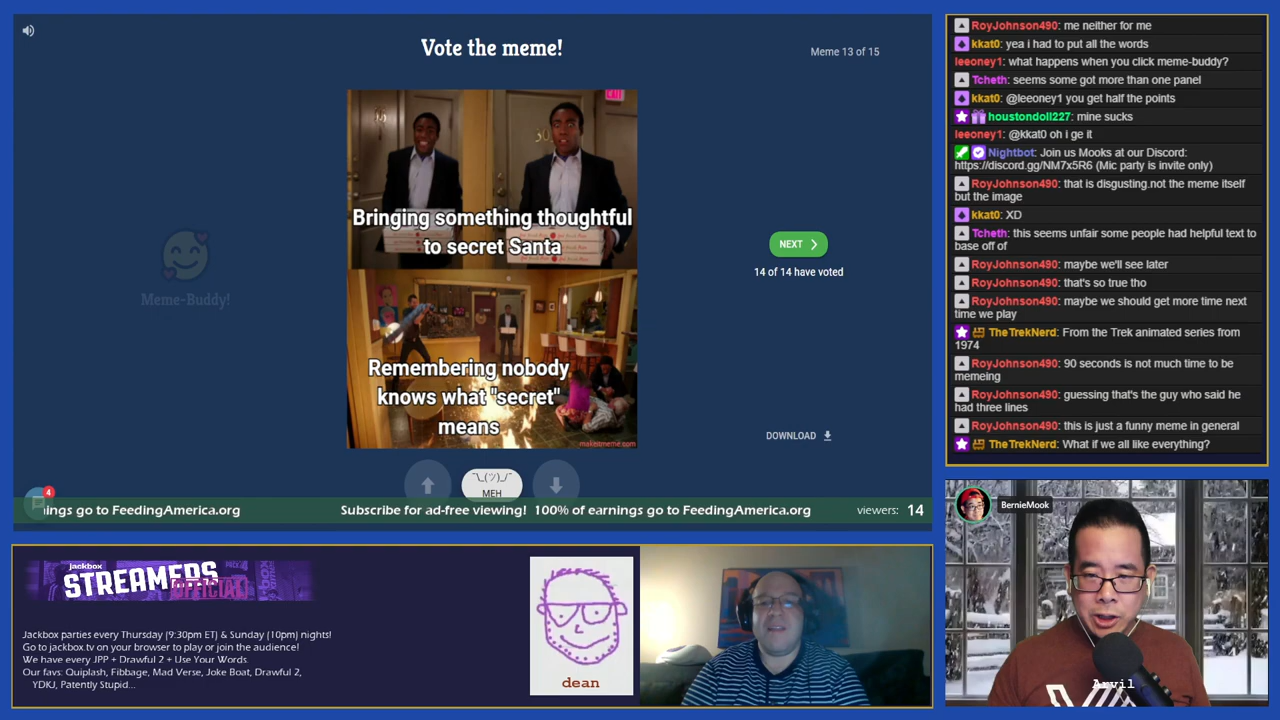 Vote the meme!
Meme 13 of 15
EXIT
Bringing something thoughtful
to secret Santa
Remembering nobody
knows what "secret"
means
makeitmeme.com
Meme-Buddy!
NEXT
14 of 14 have voted
DOWNLOAD
¯\_(ツ)_/¯
MEH
4
ings go to FeedingAmerica.org
Subscribe for ad-free viewing! 100% of earnings go to FeedingAmerica.org
viewers: 14
jackbox
STREAMERS
OFFICIAL
Jackbox parties every Thursday (9:30pm ET) & Sunday (10pm) nights!
Go to jackbox.tv on your browser to play or join the audience!
We have every JPP + Drawful 2 + Use Your Words
Our favs: Quiplash, Fibbage, Mad Verse, Joke Boat, Drawful 2,
YDKJ, Patently Stupid...
dean
RoyJohnson490: me neither for me
kkat0: yea i had to put all the words
leeoney1: what happens when you click meme-buddy?
Tcheth: seems some got more than one panel
kkat0: @leeoney1 you get half the points
houstondoll227: mine sucks
leeoney1: @kkat0 oh i ge it
Nightbot: Join us Mooks at our Discord:
https://discord.gg/NM7x5R6 (Mic party is invite only)
RoyJohnson490: that is disgusting.not the meme itself
but the image
kkat0: XD
Tcheth: this seems unfair some people had helpful text to
base off of
RoyJohnson490: maybe we'll see later
RoyJohnson490: that's so true tho
RoyJohnson490: maybe we should get more time next
time we play
TheTrekNerd: From the Trek animated series from
1974
RoyJohnson490: 90 seconds is not much time to be
memeing
RoyJohnson490: guessing that's the guy who said he
had three lines
RoyJohnson490: this is just a funny meme in general
TheTrekNerd: What if we all like everything?
BernieMook
Arvil